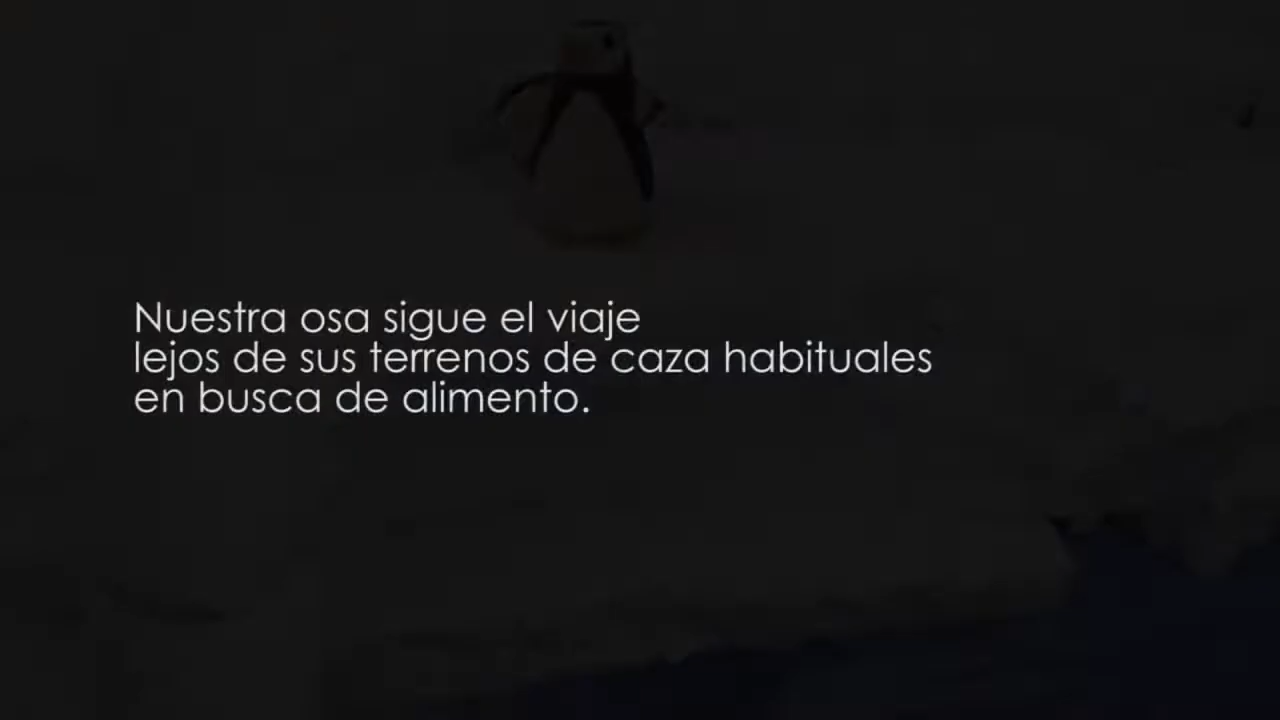 Nuestra osa sigue el viaje
lejos de sus terrenos de caza habituales
en busca de alimento.